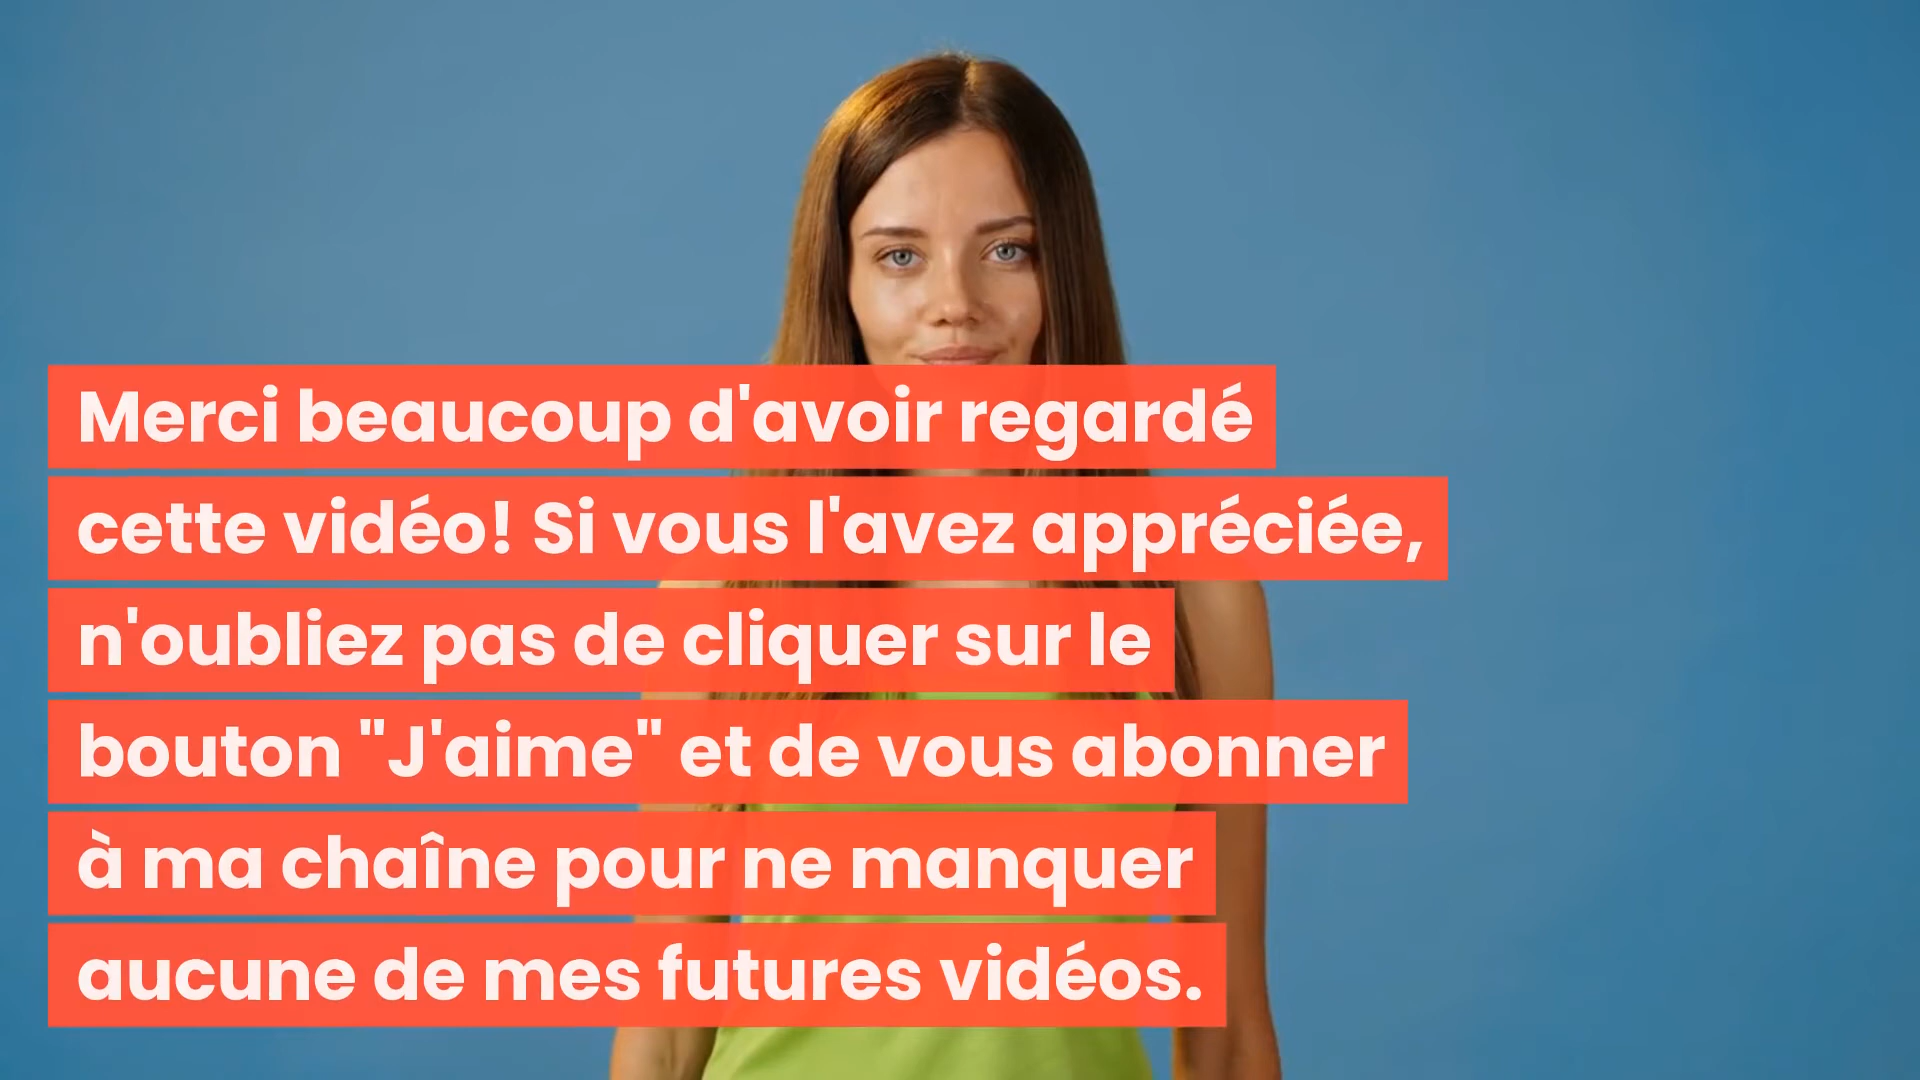 Merci beaucoup d'avoir regardé
cette vidéo! Si vous l'avez appréciée,
n'oubliez pas de cliquer sur le
bouton "J'aime" et de vous abonner
à ma chaîne pour ne manquer
aucune de mes futures vidéos.